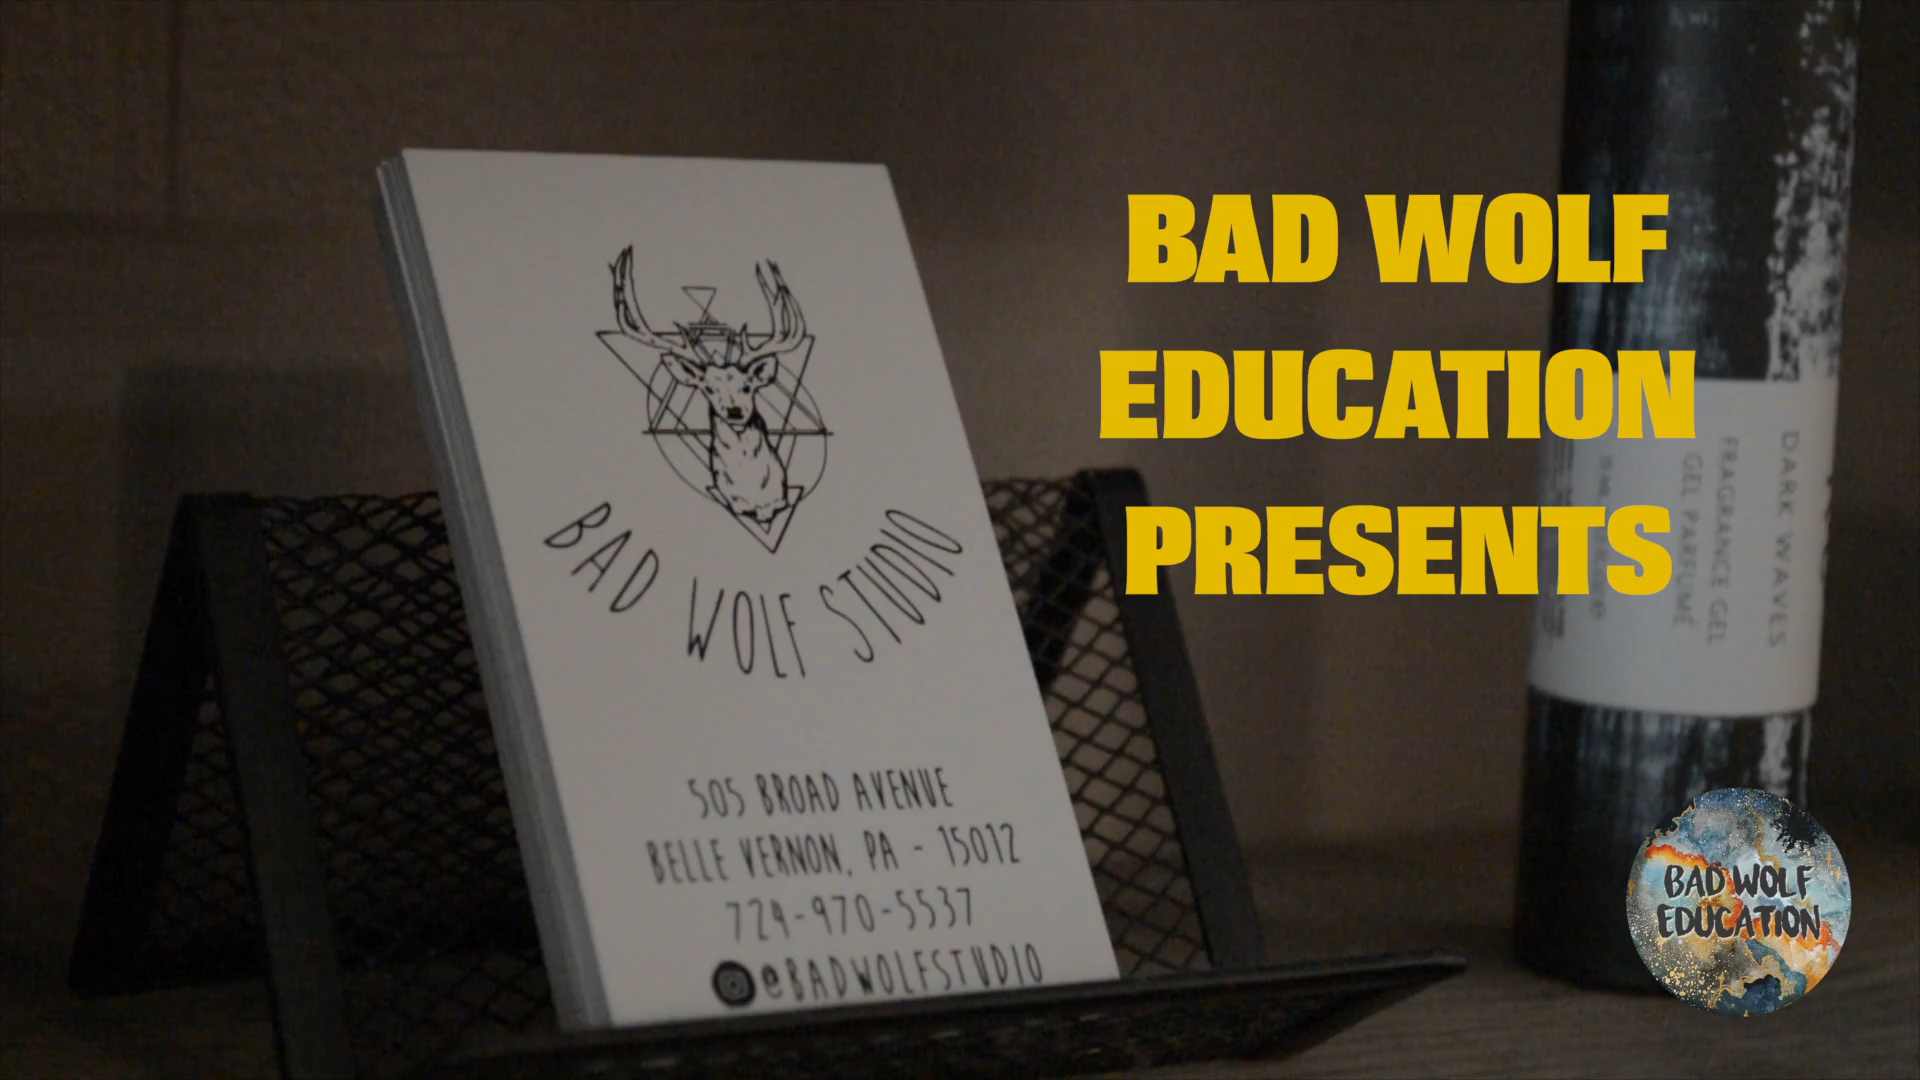 BAD WOLF
EDUCATION
PRESENTS
BAD WOLF STUDIO
505 BROAD AVENUE
BELLE VERNON, PA - 15012
724-970-5537
@BADWOLFSTUDIO
DARK WAVES
FRAGRANCE GEL
GEL PARFUMÉ
BAD WOLF
EDUCATION